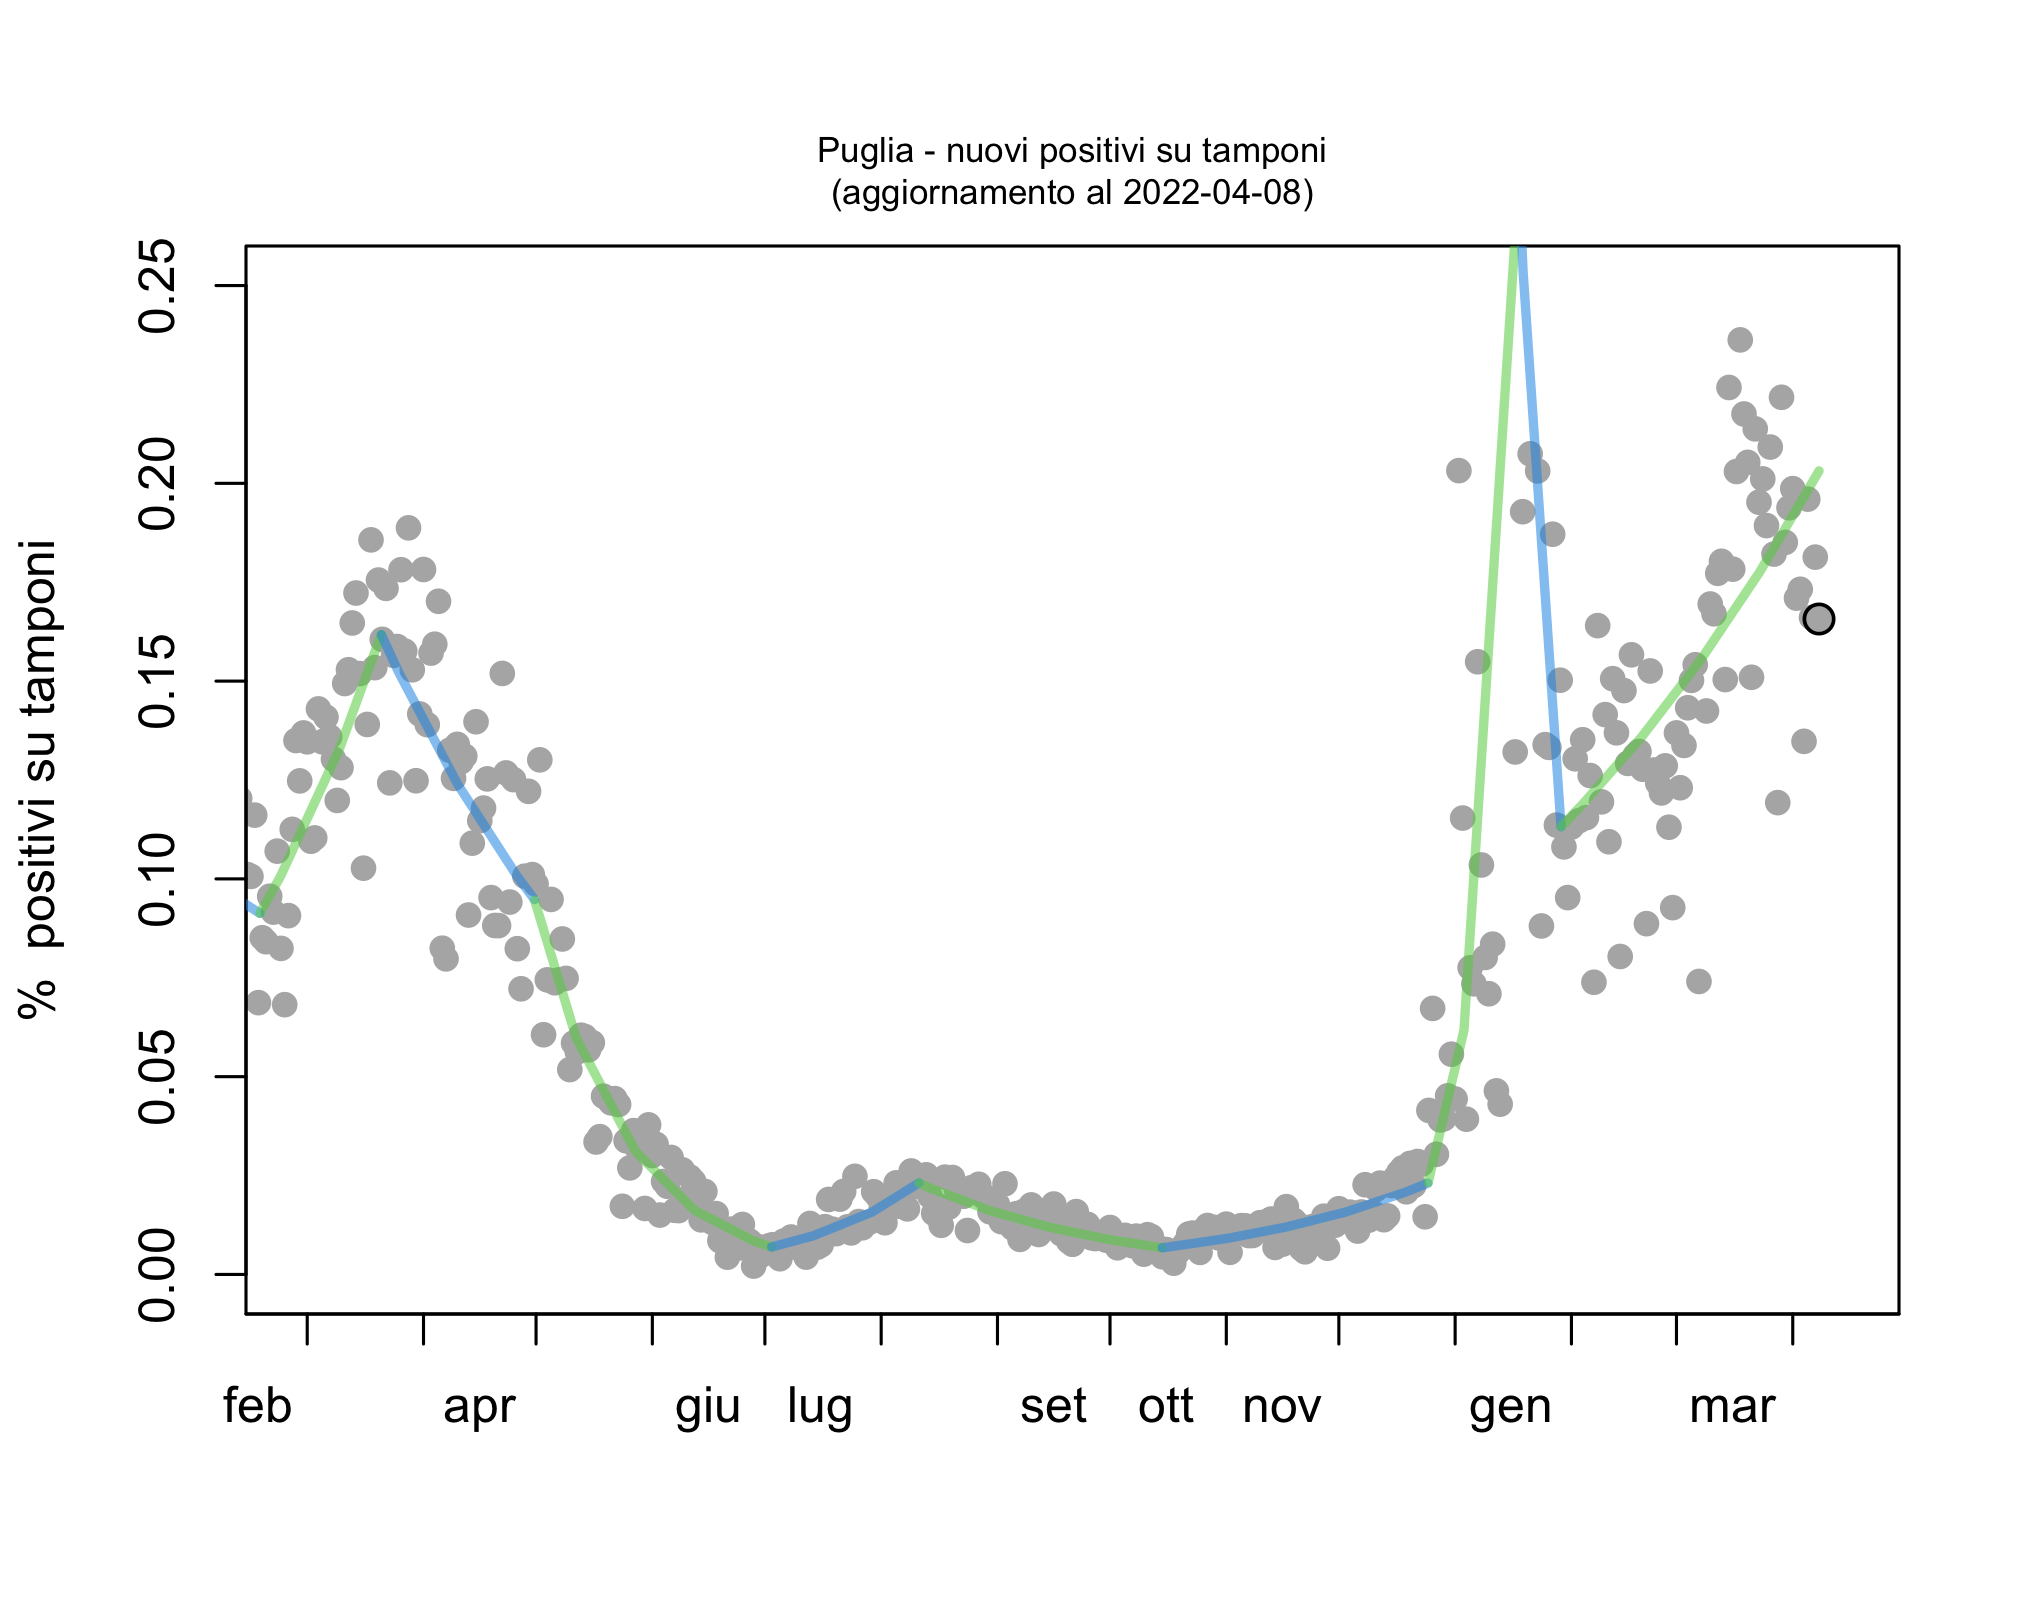 Puglia - nuovi positivi su tamponi
(aggiornamento al 2022-04-08)
% positivi su tamponi
0.25
0.20
0.15
0.10
0.05
0.00
feb apr giu lug set ott nov gen mar